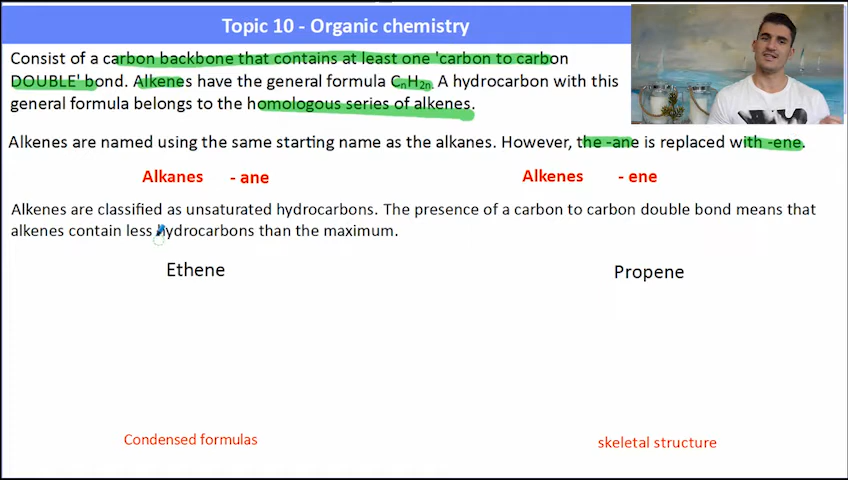 Topic 10 - Organic chemistry
Consist of a carbon backbone that contains at least one 'carbon to carbon
DOUBLE' bond. Alkenes have the general formula CₙH₂ₙ. A hydrocarbon with this
general formula belongs to the homologous series of alkenes.
Alkenes are named using the same starting name as the alkanes. However, the -ane is replaced with -ene.
Alkanes - ane Alkenes - ene
Alkenes are classified as unsaturated hydrocarbons. The presence of a carbon to carbon double bond means that
alkenes contain less hydrocarbons than the maximum.
Ethene Propene
Condensed formulas skeletal structure